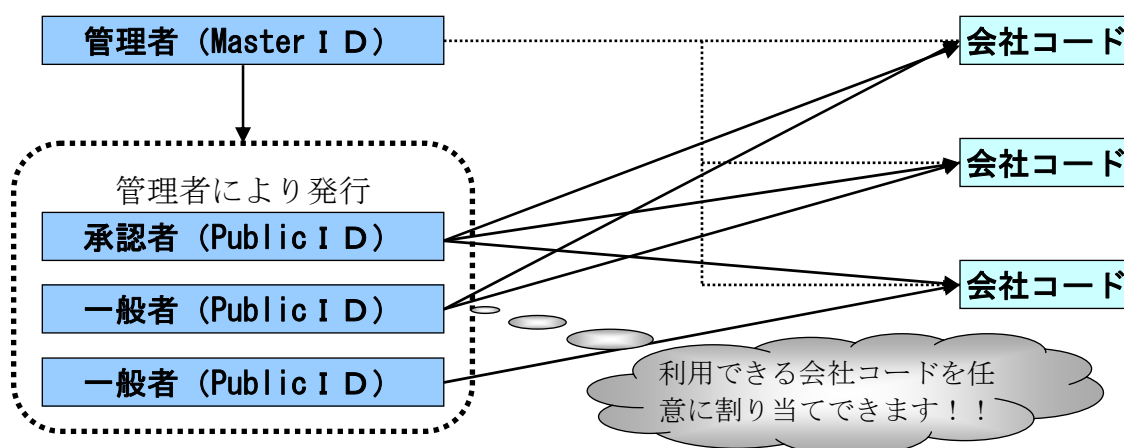 管理者（MasterＩＤ）
会社コード
会社コード
管理者により発行
承認者（PublicＩＤ）
一般者（PublicＩＤ）
会社コード
一般者（PublicＩＤ）
利用できる会社コードを任
意に割り当てできます！！